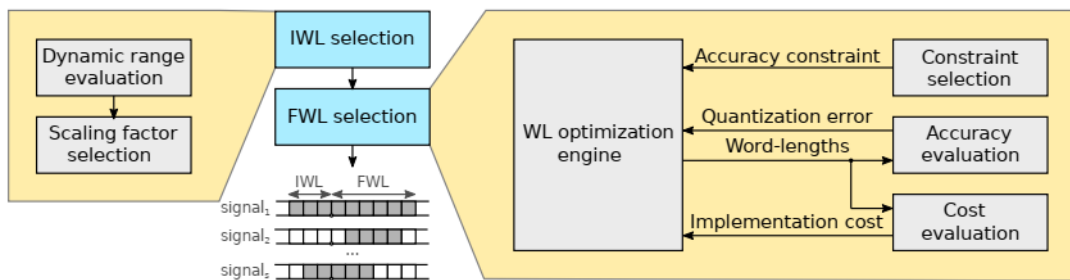 Dynamic range
evaluation
Scaling factor
selection
IWL selection
FWL selection
IWL FWL
signal₁
signal₂
...
signalₛ
WL optimization
engine
Accuracy constraint
Quantization error
Word-lengths
Implementation cost
Constraint
selection
Accuracy
evaluation
Cost
evaluation